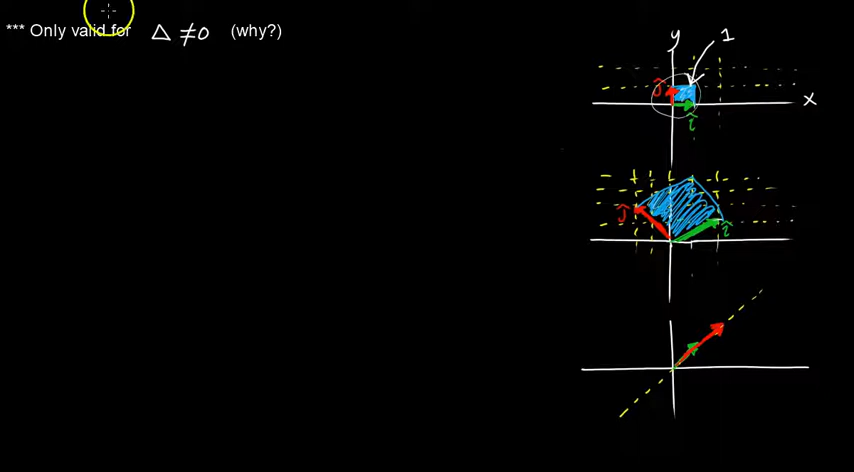 *** Only valid for Δ ≠0 (why?)
y
1
ĵ
x
î
ĵ
î